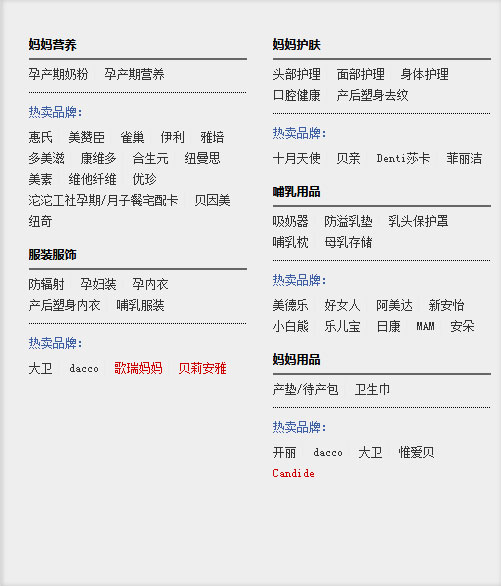 妈妈营养
孕产期奶粉 孕产期营养
热卖品牌：
惠氏 美赞臣 雀巢 伊利 雅培
多美滋 康维多 合生元 纽曼思
美素 维他纤维 优珍
沱沱工社孕期/月子餐宅配卡 贝因美
纽奇
服装服饰
防辐射 孕妇装 孕内衣
产后塑身内衣 哺乳服装
热卖品牌：
大卫 dacco 歌瑞妈妈 贝莉安雅
妈妈护肤
头部护理 面部护理 身体护理
口腔健康 产后塑身去纹
热卖品牌：
十月天使 贝亲 Denti莎卡 菲丽洁
哺乳用品
吸奶器 防溢乳垫 乳头保护罩
哺乳枕 母乳存储
热卖品牌：
美德乐 好女人 阿美达 新安怡
小白熊 乐儿宝 日康 MAM 安朵
妈妈用品
产垫/待产包 卫生巾
热卖品牌：
开丽 dacco 大卫 惟爱贝
Candide